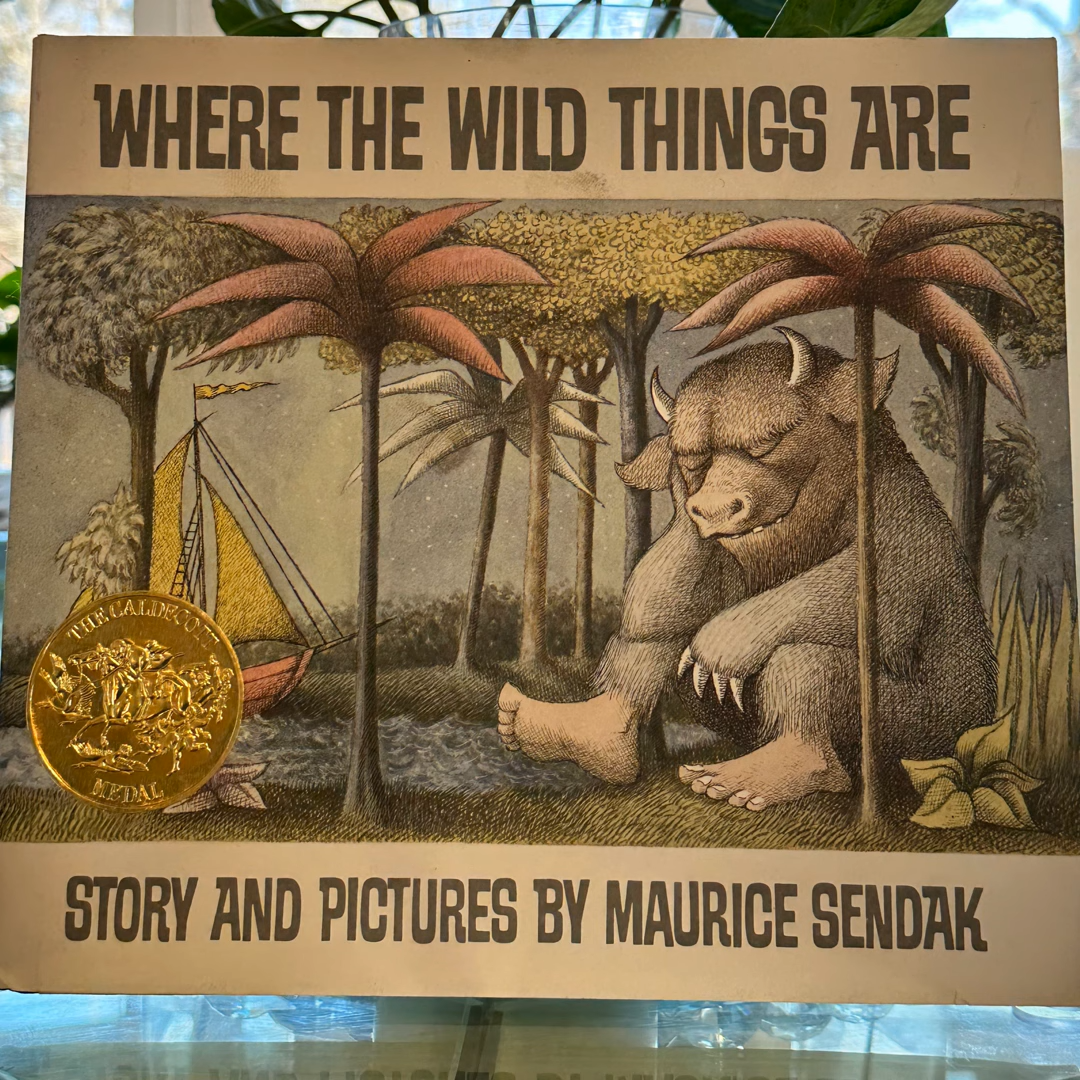 WHERE THE WILD THINGS ARE
THE CALDECOTT
MEDAL
STORY AND PICTURES BY MAURICE SENDAK